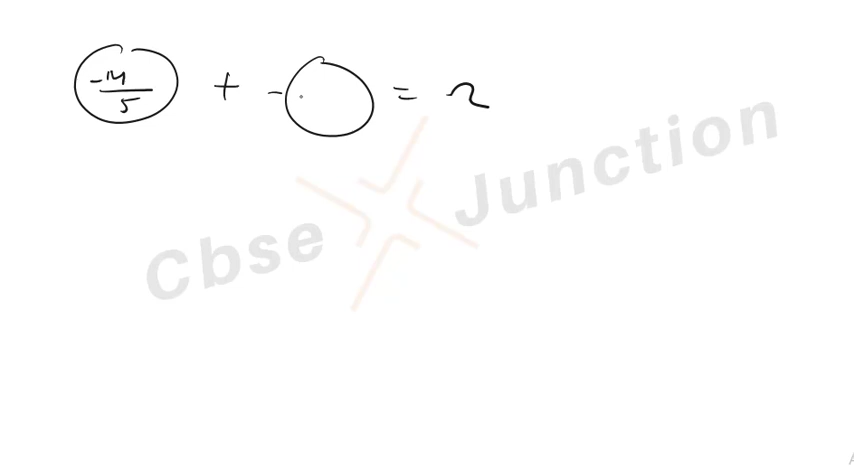 -14/5 + - = 2
Cbse Junction